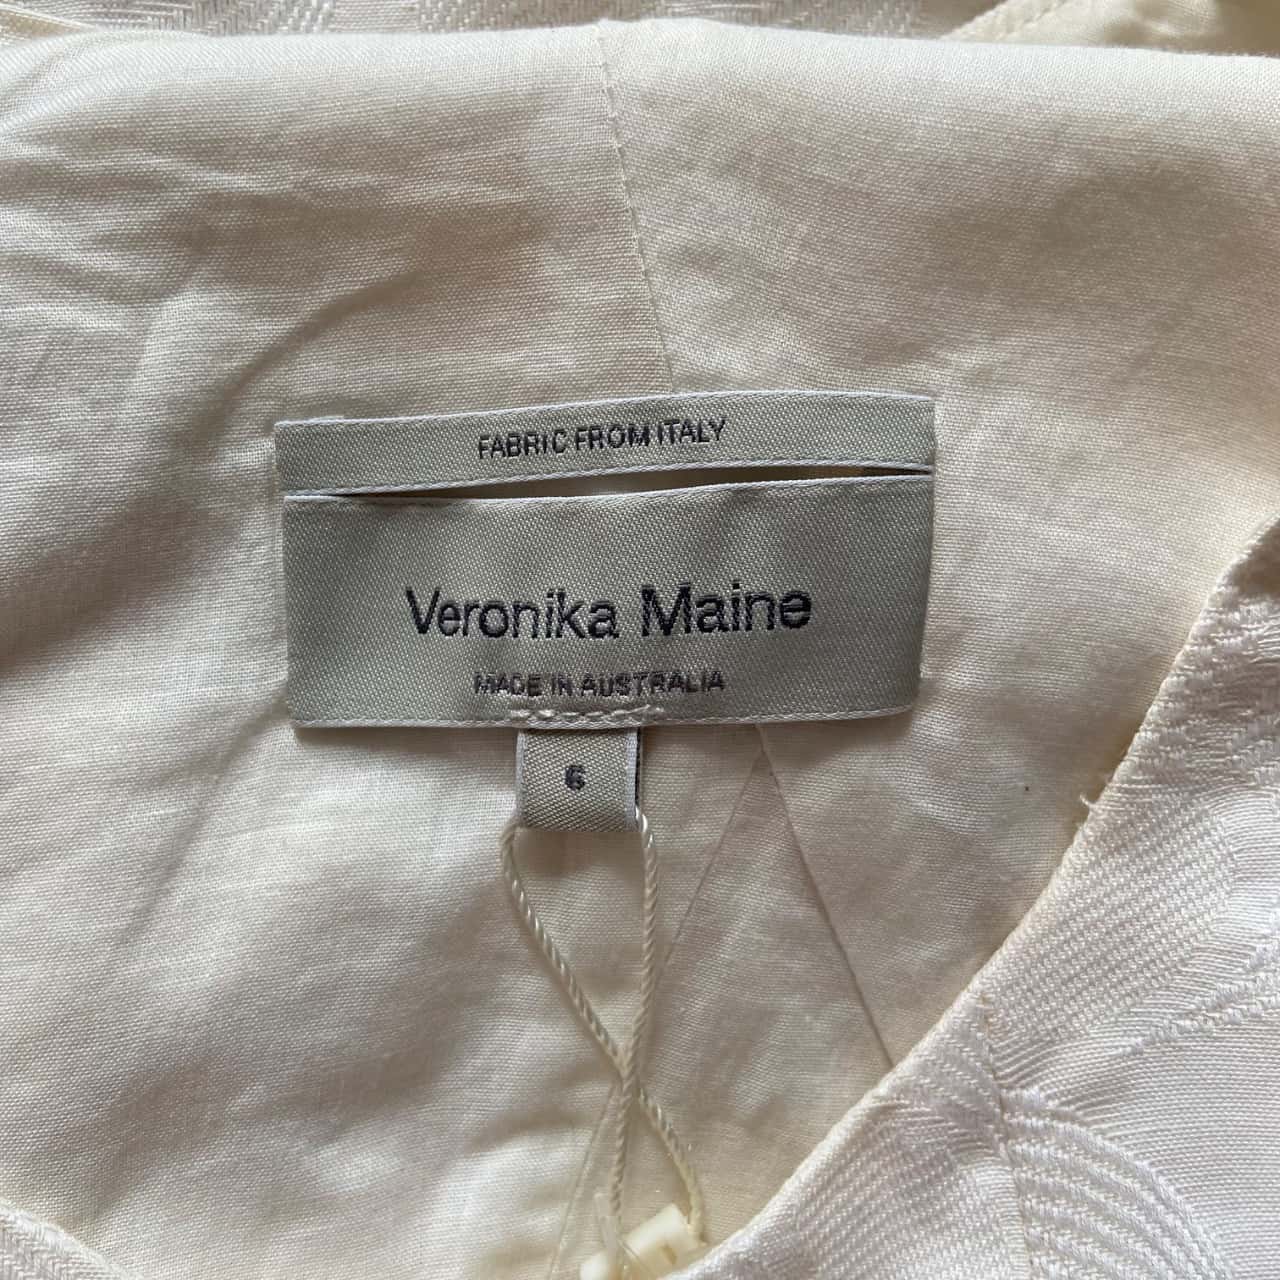 FABRIC FROM ITALY
Veronika Maine
MADE IN AUSTRALIA
6